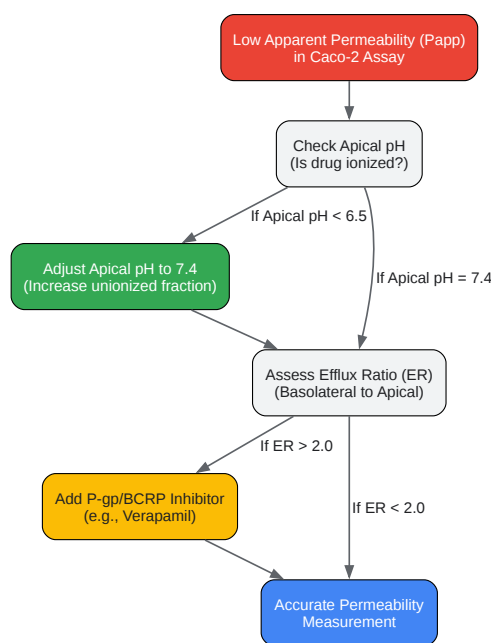 Low Apparent Permeability (Papp)
in Caco-2 Assay
Check Apical pH
(Is drug ionized?)
If Apical pH < 6.5
Adjust Apical pH to 7.4
(Increase unionized fraction)
If Apical pH = 7.4
Assess Efflux Ratio (ER)
(Basolateral to Apical)
If ER > 2.0
Add P-gp/BCRP Inhibitor
(e.g., Verapamil)
If ER < 2.0
Accurate Permeability
Measurement